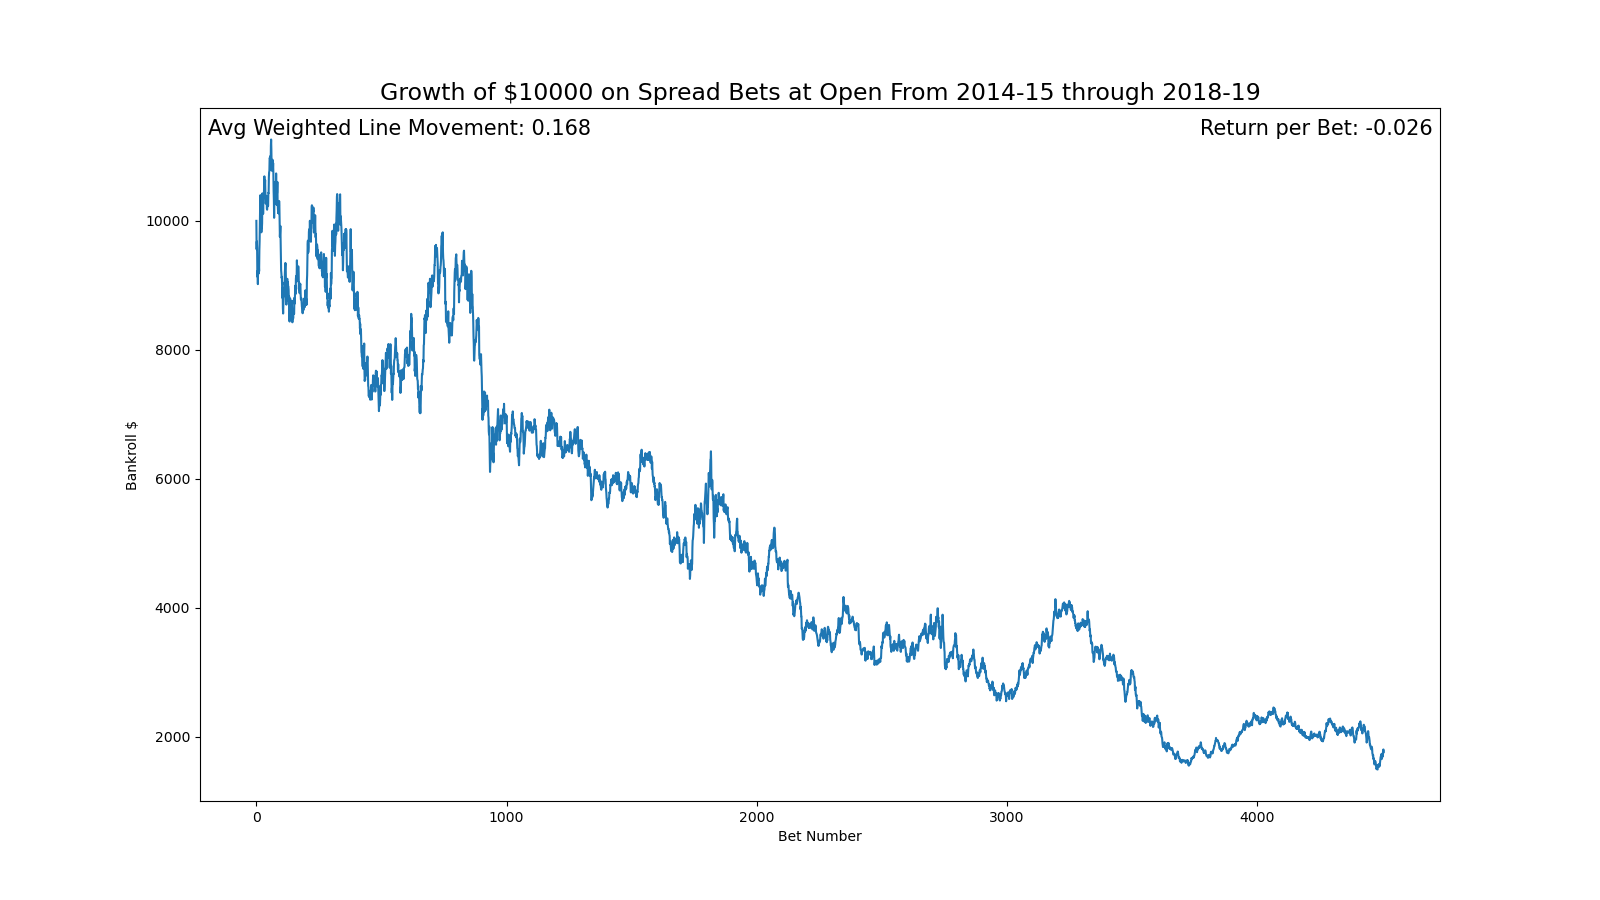 Growth of $10000 on Spread Bets at Open From 2014-15 through 2018-19
Avg Weighted Line Movement: 0.168
Return per Bet: -0.026
10000
8000
6000
4000
2000
Bankroll $
0
1000
2000
3000
4000
Bet Number